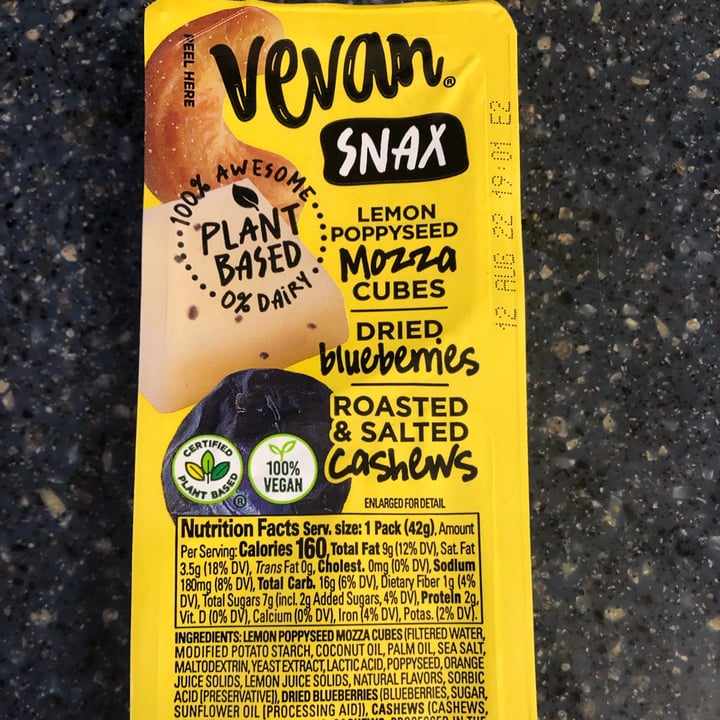 PEEL HERE
vevan®
SNAX
100% AWESOME
PLANT
BASED
0% DAIRY
LEMON
POPPYSEED
Mozza
CUBES
DRIED
blueberries
ROASTED
& SALTED
cashews
12 AUG 22 19:01 E2
CERTIFIED
PLANT BASED
®
100%
VEGAN
ENLARGED FOR DETAIL
Nutrition Facts Serv. size: 1 Pack (42g), Amount
Per Serving: Calories 160, Total Fat 9g (12% DV), Sat. Fat
3.5g (18% DV), Trans Fat 0g, Cholest. 0mg (0% DV), Sodium
180mg (8% DV), Total Carb. 16g (6% DV), Dietary Fiber 1g (4%
DV), Total Sugars 7g (incl. 2g Added Sugars, 4% DV), Protein 2g,
Vit. D (0% DV), Calcium (0% DV), Iron (4% DV), Potas. (2% DV).
INGREDIENTS: LEMON POPPYSEED MOZZA CUBES (FILTERED WATER,
MODIFIED POTATO STARCH, COCONUT OIL, PALM OIL, SEA SALT,
MALTODEXTRIN, YEAST EXTRACT, LACTIC ACID, POPPYSEED, ORANGE
JUICE SOLIDS, LEMON JUICE SOLIDS, NATURAL FLAVORS, SORBIC
ACID [PRESERVATIVE]), DRIED BLUEBERRIES (BLUEBERRIES, SUGAR,
SUNFLOWER OIL [PROCESSING AID]), CASHEWS (CASHEWS,